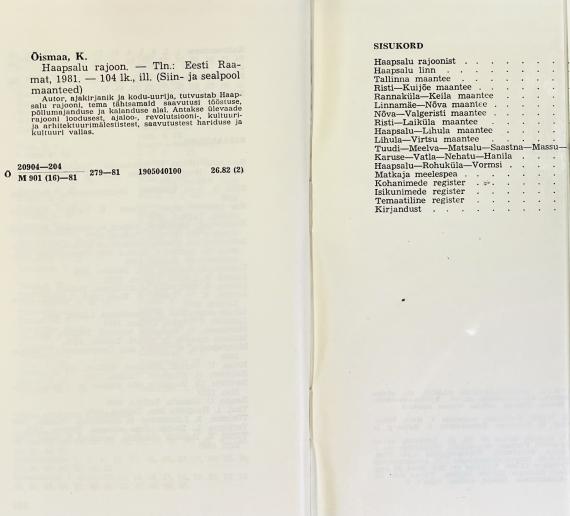 Õismaa, K.
Haapsalu rajoon. — Tln.: Eesti Raa-
mat, 1981. — 104 lk., ill. (Siin- ja sealpool
maanteed)
Autor, ajakirjanik ja kodu-uurija, tutvustab Haap-
salu rajooni, tema tähtsamaid saavutusi tööstuse,
põllumajanduse ja kalanduse alal. Antakse ülevaade
rajooni loodusest, ajaloo-, revolutsiooni-, kultuuri-
ja arhitektuurimälestistest, saavutustest hariduse ja
kultuuri vallas.
Õ 20904—204
M 901 (16)—81 279—81 1905040100 26.82 (2)
SISUKORD
Haapsalu rajoonist . . . . . . .
Haapsalu linn . . . . . . .
Tallinna maantee . . . . . .
Risti—Kuijõe maantee . . . . .
Rannaküla—Keila maantee . . . .
Linnamäe—Nõva maantee . . . . .
Nõva—Valgeristi maantee . . . .
Risti—Laiküla maantee . . . . .
Haapsalu—Lihula maantee . . . .
Lihula—Virtsu maantee . . . . .
Tuudi—Meelva—Matsalu—Saastna—Massu—
Karuse—Vatla—Nehatu—Hanila . . . .
Haapsalu—Rohuküla—Vormsi . . . .
Matkaja meelespea . . . . . .
Kohanimede register . . . . .
Isikunimede register . . . . .
Temaatiline register . . . . .
Kirjandust . . . . . . .